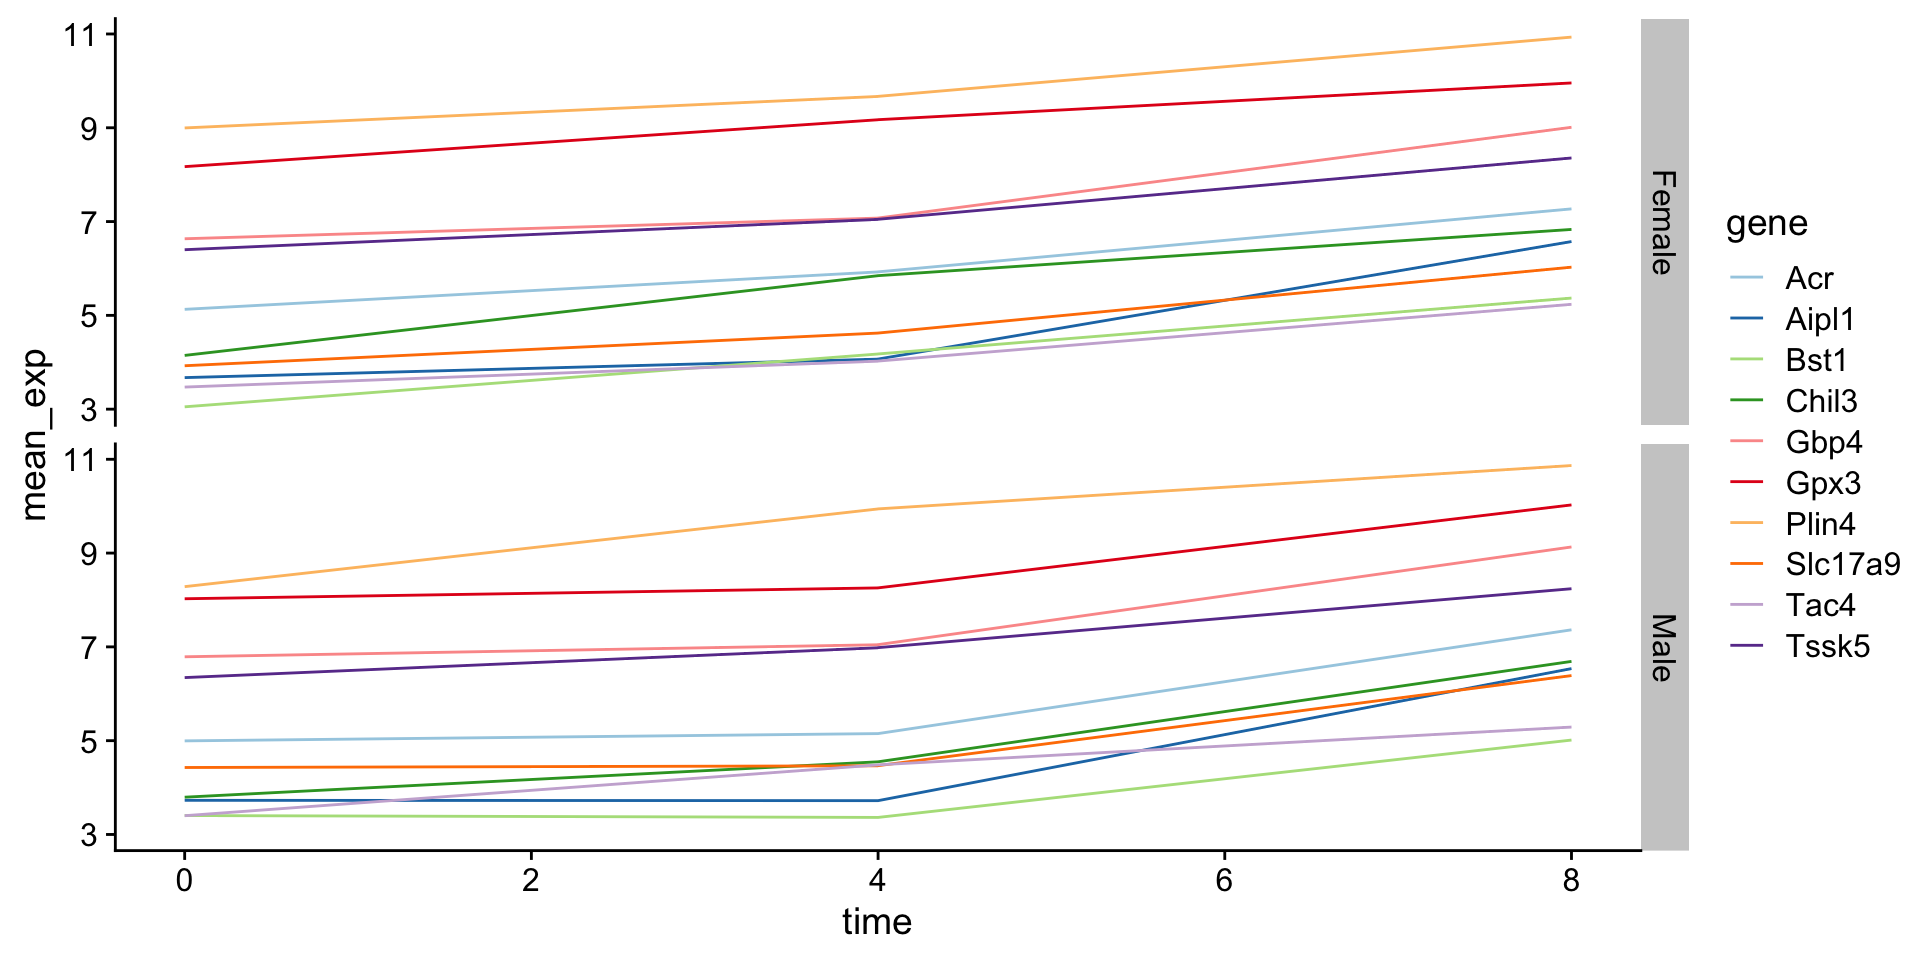 mean_exp
11
9
7
5
3
Female
11
9
7
5
3
Male
0 2 4 6 8
time
gene
Acr
Aipl1
Bst1
Chil3
Gbp4
Gpx3
Plin4
Slc17a9
Tac4
Tssk5